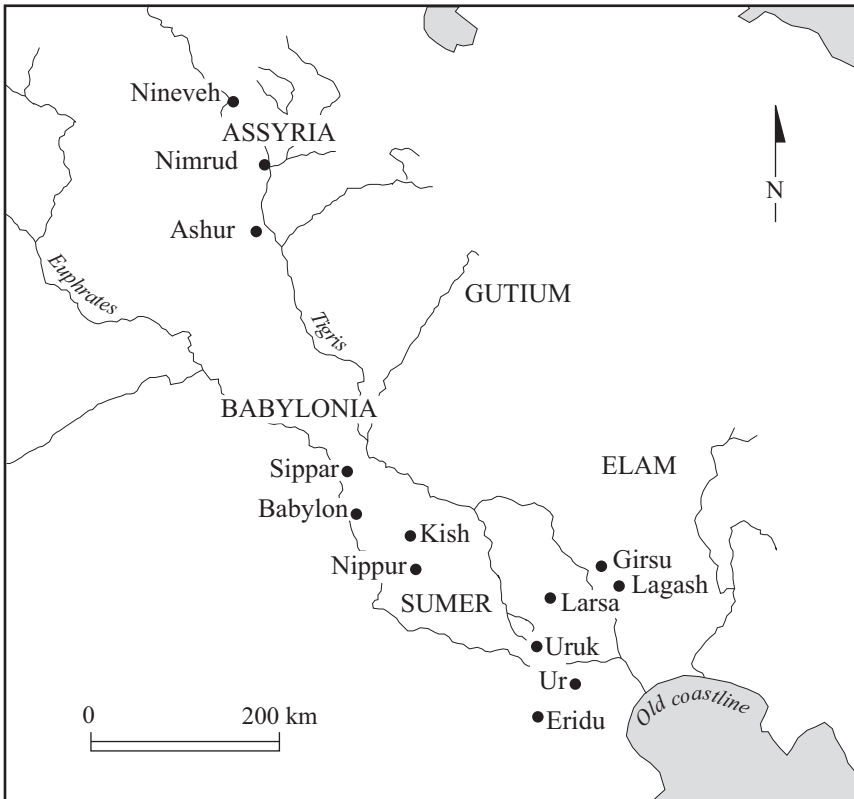 Nineveh
ASSYRIA
Nimrud
N
Ashur
Euphrates
GUTIUM
Tigris
BABYLONIA
Sippar
ELAM
Babylon
Kish
Nippur
Girsu
Lagash
SUMER
Larsa
Uruk
Ur
Old coastline
0 200 km
Eridu